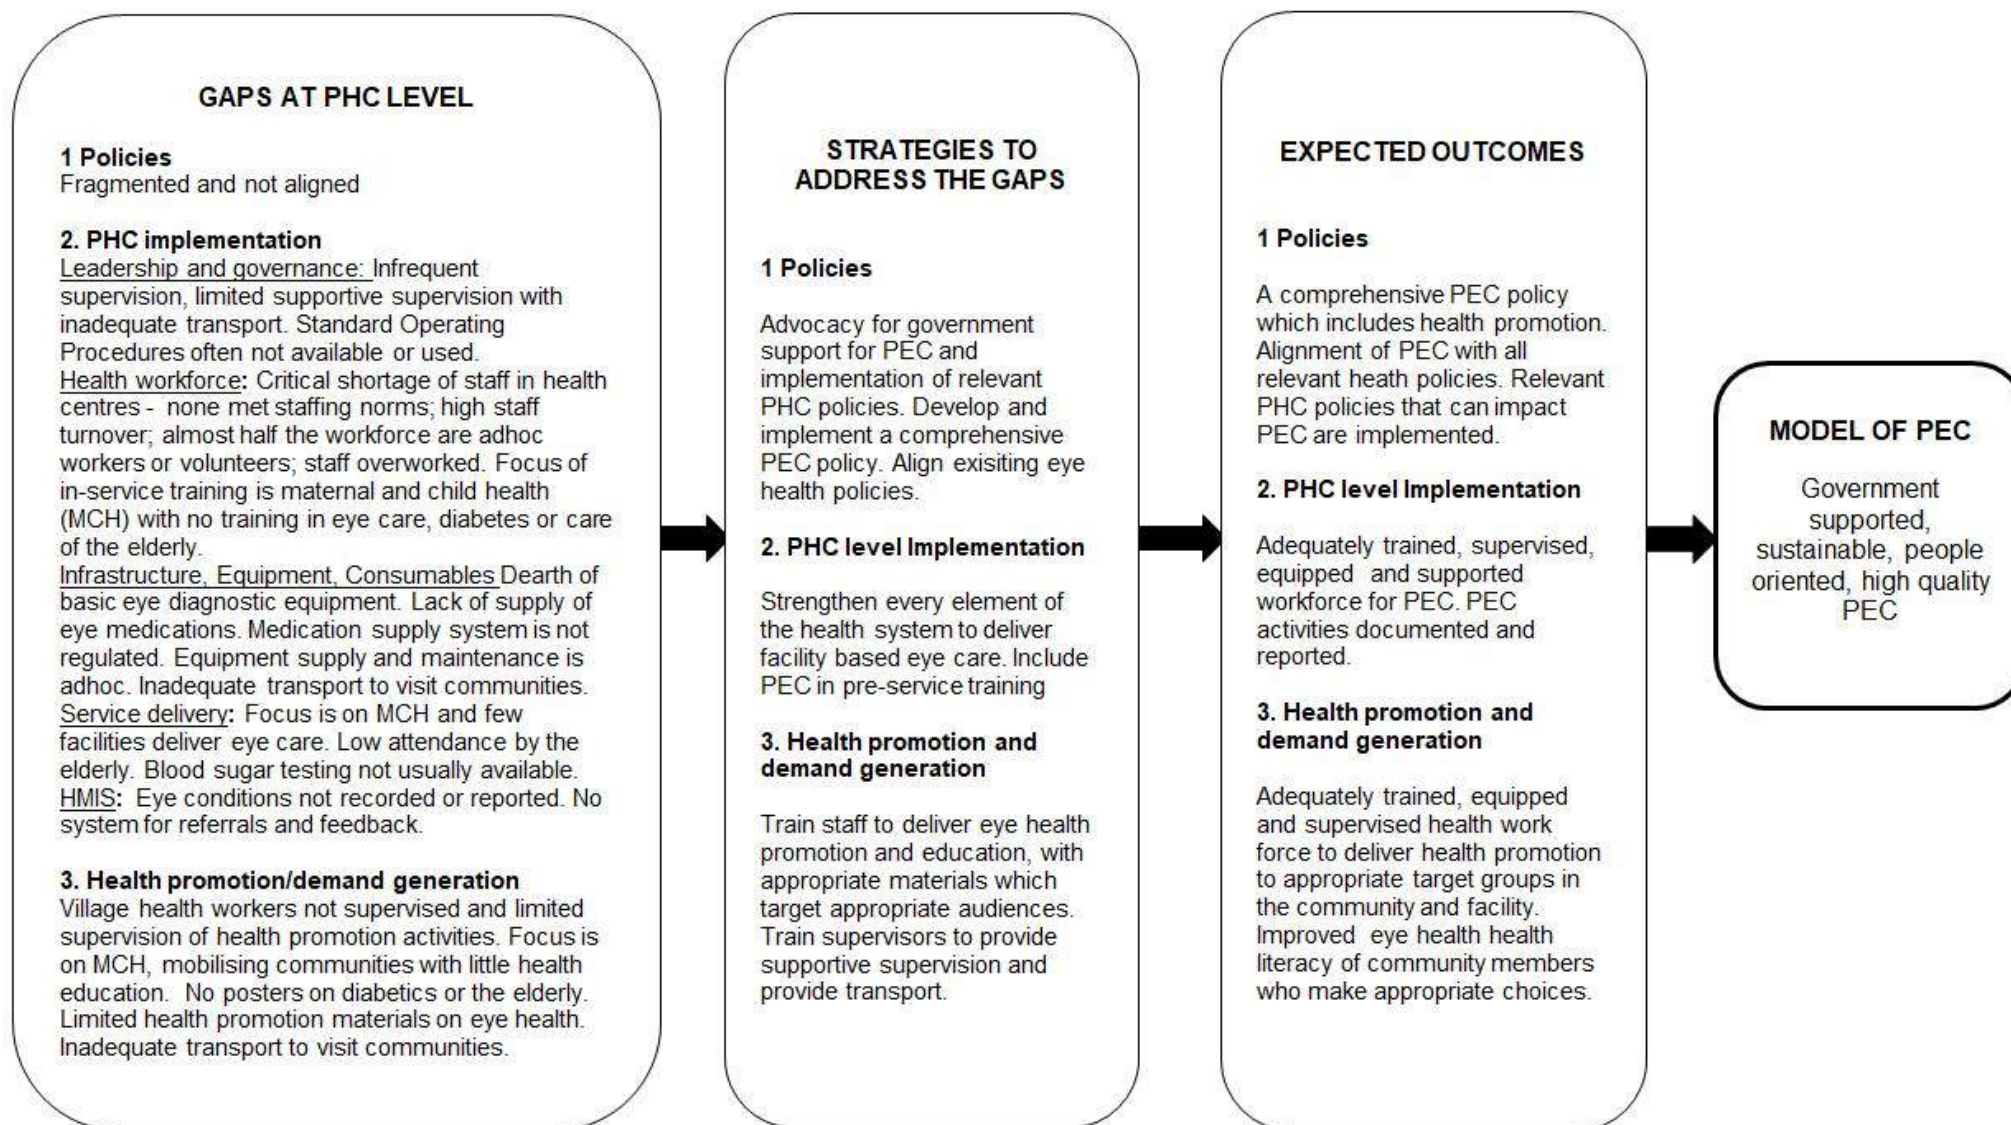 GAPS AT PHC LEVEL
1 Policies
Fragmented and not aligned
2. PHC implementation
Leadership and governance: Infrequent
supervision, limited supportive supervision with
inadequate transport. Standard Operating
Procedures often not available or used.
Health workforce: Critical shortage of staff in health
centres - none met staffing norms; high staff
turnover; almost half the workforce are adhoc
workers or volunteers; staff overworked. Focus of
in-service training is maternal and child health
(MCH) with no training in eye care, diabetes or care
of the elderly.
Infrastructure, Equipment, Consumables Dearth of
basic eye diagnostic equipment. Lack of supply of
eye medications. Medication supply system is not
regulated. Equipment supply and maintenance is
adhoc. Inadequate transport to visit communities.
Service delivery: Focus is on MCH and few
facilities deliver eye care. Low attendance by the
elderly. Blood sugar testing not usually available.
HMIS: Eye conditions not recorded or reported. No
system for referrals and feedback.
3. Health promotion/demand generation
Village health workers not supervised and limited
supervision of health promotion activities. Focus is
on MCH, mobilising communities with little health
education. No posters on diabetics or the elderly.
Limited health promotion materials on eye health.
Inadequate transport to visit communities.
STRATEGIES TO
ADDRESS THE GAPS
1 Policies
Advocacy for government
support for PEC and
implementation of relevant
PHC policies. Develop and
implement a comprehensive
PEC policy. Align exisiting eye
health policies.
2. PHC level Implementation
Strengthen every element of
the health system to deliver
facility based eye care. Include
PEC in pre-service training
3. Health promotion and
demand generation
Train staff to deliver eye health
promotion and education, with
appropriate materials which
target appropriate audiences.
Train supervisors to provide
supportive supervision and
provide transport.
EXPECTED OUTCOMES
1 Policies
A comprehensive PEC policy
which includes health promotion.
Alignment of PEC with all
relevant heath policies. Relevant
PHC policies that can impact
PEC are implemented.
2. PHC level Implementation
Adequately trained, supervised,
equipped and supported
workforce for PEC. PEC
activities documented and
reported.
3. Health promotion and
demand generation
Adequately trained, equipped
and supervised health work
force to deliver health promotion
to appropriate target groups in
the community and facility.
Improved eye health health
literacy of community members
who make appropriate choices.
MODEL OF PEC
Government
supported,
sustainable, people
oriented, high quality
PEC